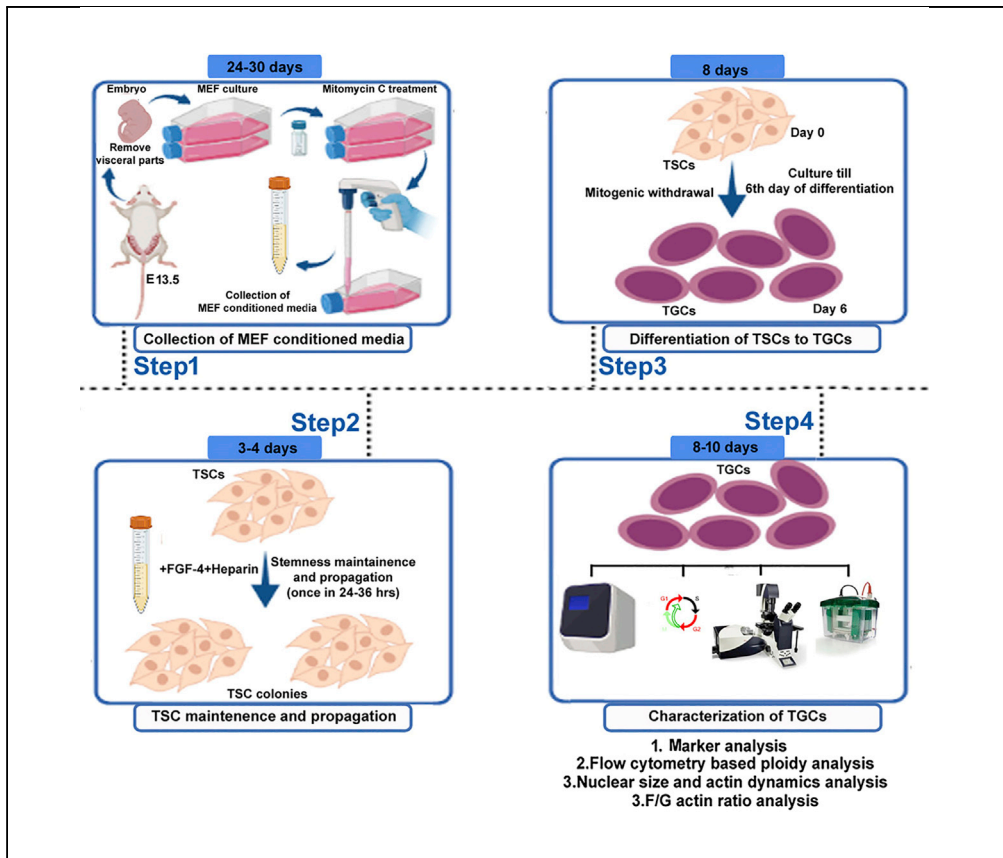 24-30 days
Embryo
MEF culture
Mitomycin C treatment
Remove
visceral parts
E13.5
Collection of
MEF conditioned media
Collection of MEF conditioned media
Step1
8 days
TSCs
Day 0
Mitogenic withdrawal
Culture till
6th day of differentiation
TGCs
Day 6
Differentiation of TSCs to TGCs
Step3
Step2
3-4 days
TSCs
+FGF-4+Heparin
Stemness maintainence
and propagation
(once in 24-36 hrs)
TSC colonies
TSC maintenence and propagation
Step4
8-10 days
TGCs
G1
S
G2
Characterization of TGCs
1. Marker analysis
2.Flow cytometry based ploidy analysis
3.Nuclear size and actin dynamics analysis
3.F/G actin ratio analysis